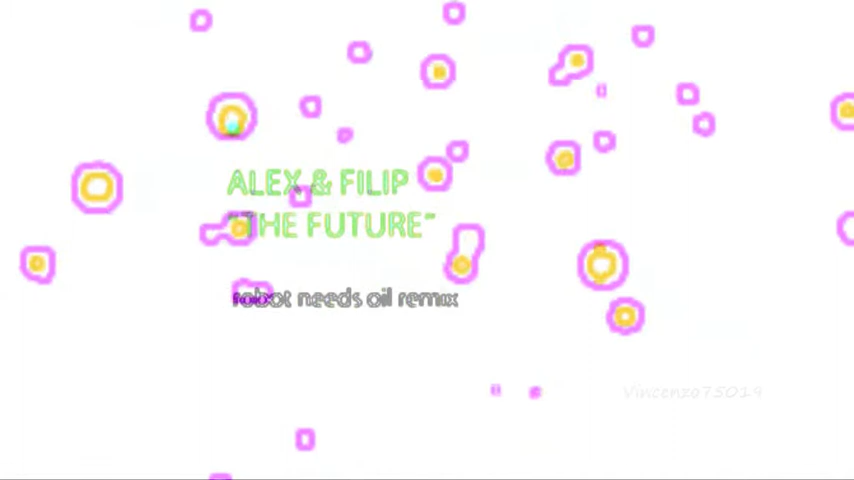 ALEX & FILIP
"THE FUTURE"
robot needs oil remix
Vincenzo75019